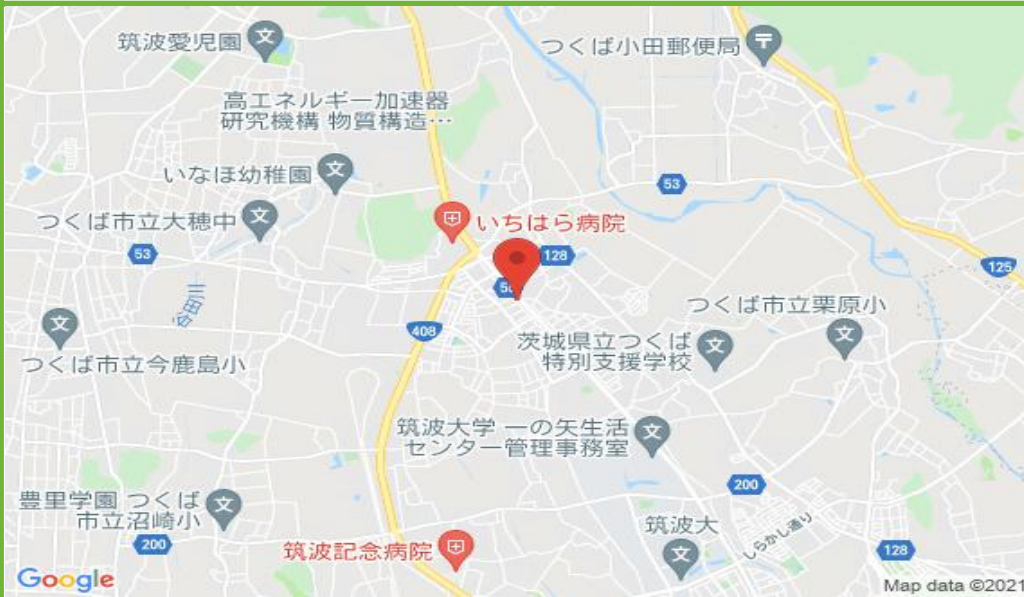 筑波愛児園
つくば小田郵便局
高エネルギー加速器
研究機構 物質構造…
いなほ幼稚園
53
つくば市立大穂中
いちはら病院
53
128
125
つくば市立栗原小
408
茨城県立つくば
特別支援学校
つくば市立今鹿島小
筑波大学 一の矢生活
センター管理事務室
200
豊里学園 つくば
市立沼崎小
筑波大
しらかし通り
200
筑波記念病院
128
Google
Map data ©2021